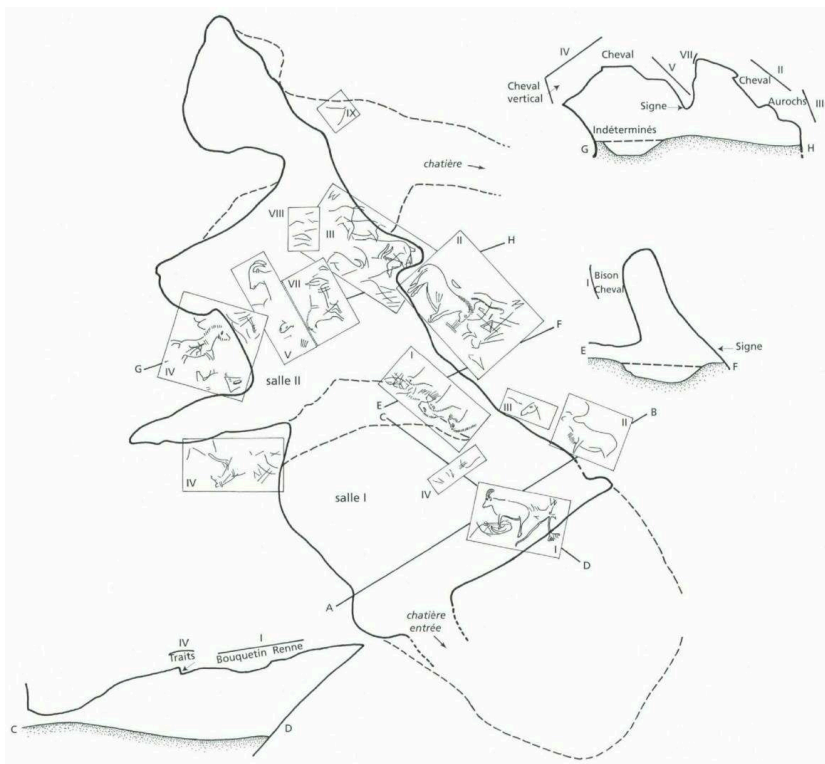 IV
Cheval
VII
V
II
Cheval
vertical
Cheval
Signe
Aurochs
III
Indéterminés
G
H
IX
chatière
VIII
III
II
H
VII
V
F
G
IV
salle II
I
E
C
I
Bison
Cheval
Signe
E
F
III
II
B
IV
IV
salle I
I
D
A
chatière
entrée
IV
Traits
I
Bouquetin Renne
C
D